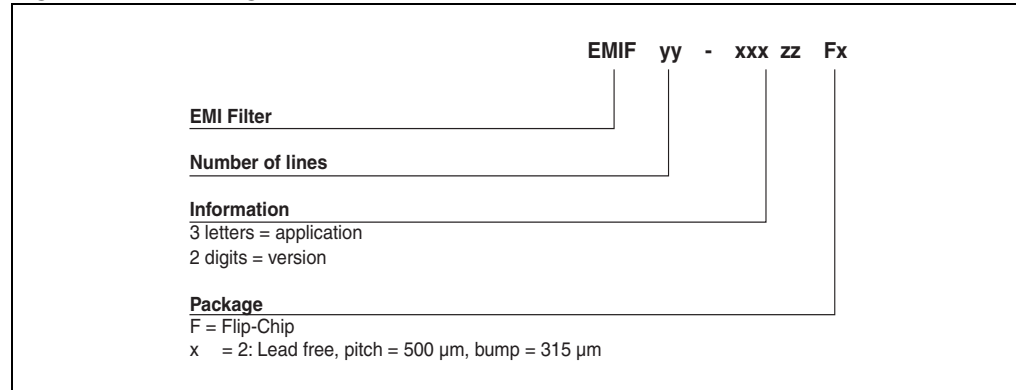 EMIF yy - xxx zz Fx
EMI Filter
Number of lines
Information
3 letters = application
2 digits = version
Package
F = Flip-Chip
x = 2: Lead free, pitch = 500 µm, bump = 315 µm